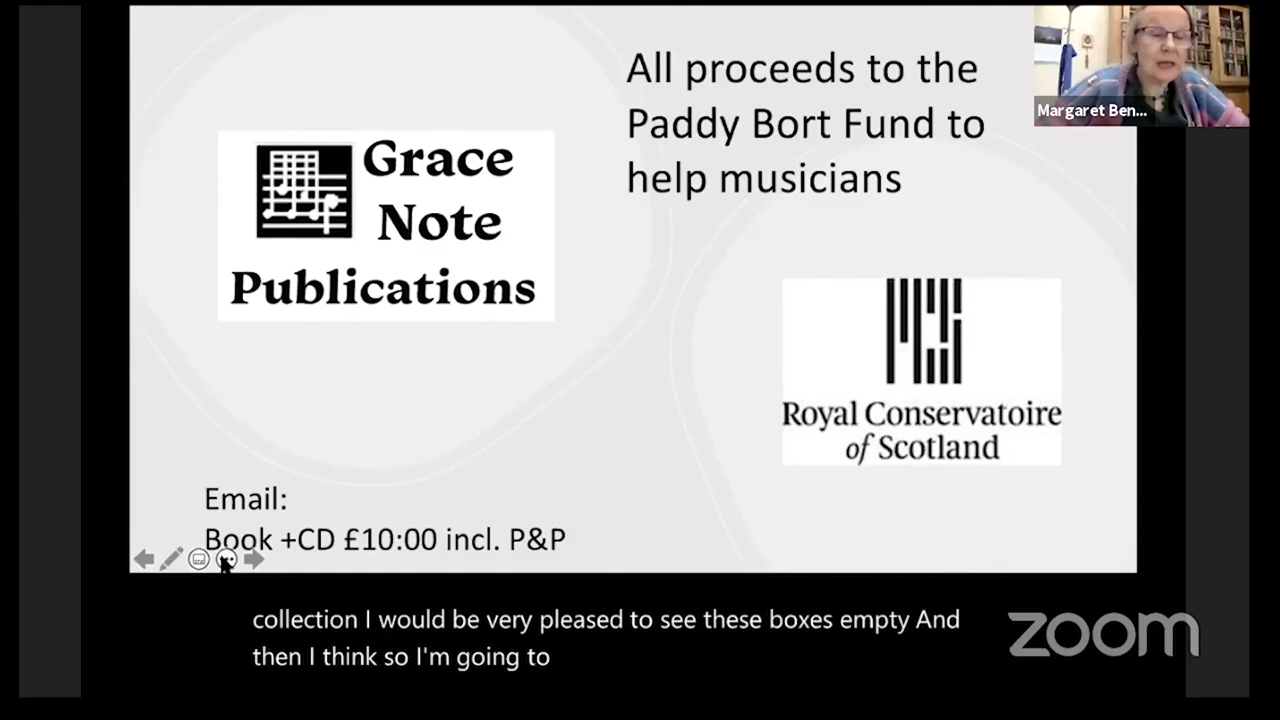 All proceeds to the
Paddy Bort Fund to
help musicians
Margaret Ben...
Grace
Note
Publications
Royal Conservatoire
of Scotland
Email:
Book +CD £10:00 incl. P&P
collection I would be very pleased to see these boxes empty And
then I think so I'm going to
zoom